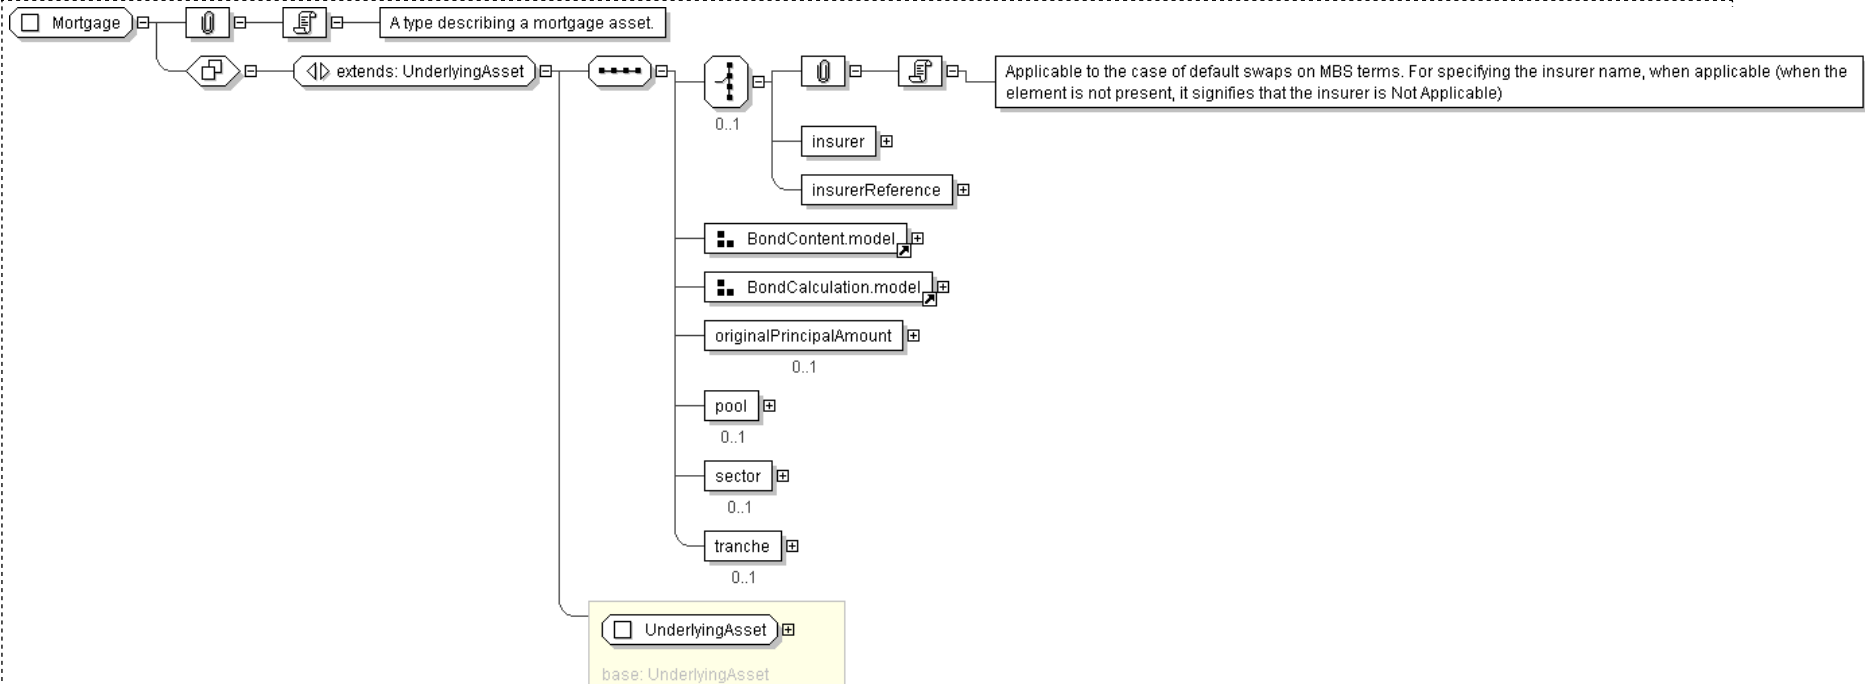 Mortgage
A type describing a mortgage asset.
extends: UnderlyingAsset
0..1
Applicable to the case of default swaps on MBS terms. For specifying the insurer name, when applicable (when the
element is not present, it signifies that the insurer is Not Applicable)
insurer
insurerReference
BondContent.model
BondCalculation.model
originalPrincipalAmount
0..1
pool
0..1
sector
0..1
tranche
0..1
UnderlyingAsset
base: UnderlyingAsset